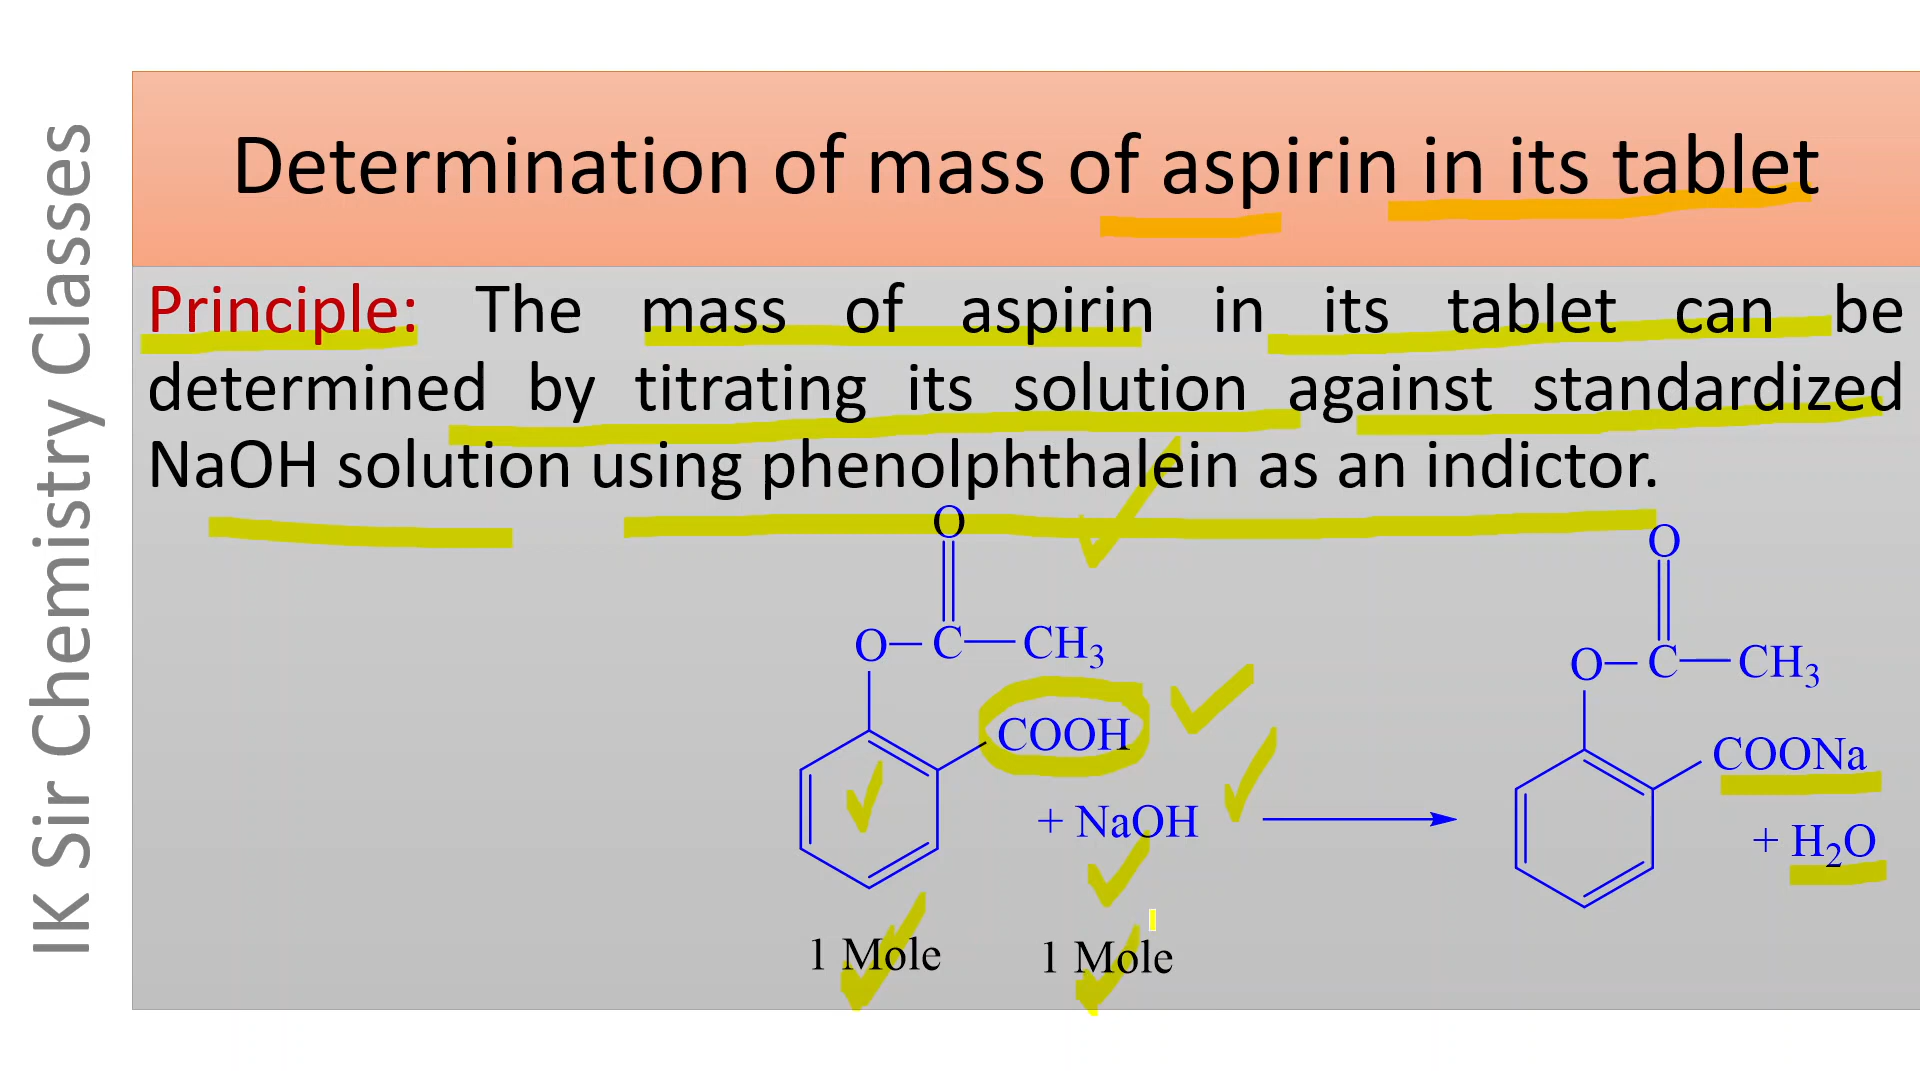 IK Sir Chemistry Classes
Determination of mass of aspirin in its tablet
Principle: The mass of aspirin in its tablet can be
determined by titrating its solution against standardized
NaOH solution using phenolphthalein as an indictor.
O
O
O—C—CH₃
O—C—CH₃
COOH
COONa
+ NaOH
+ H₂O
1 Mole
1 Mole